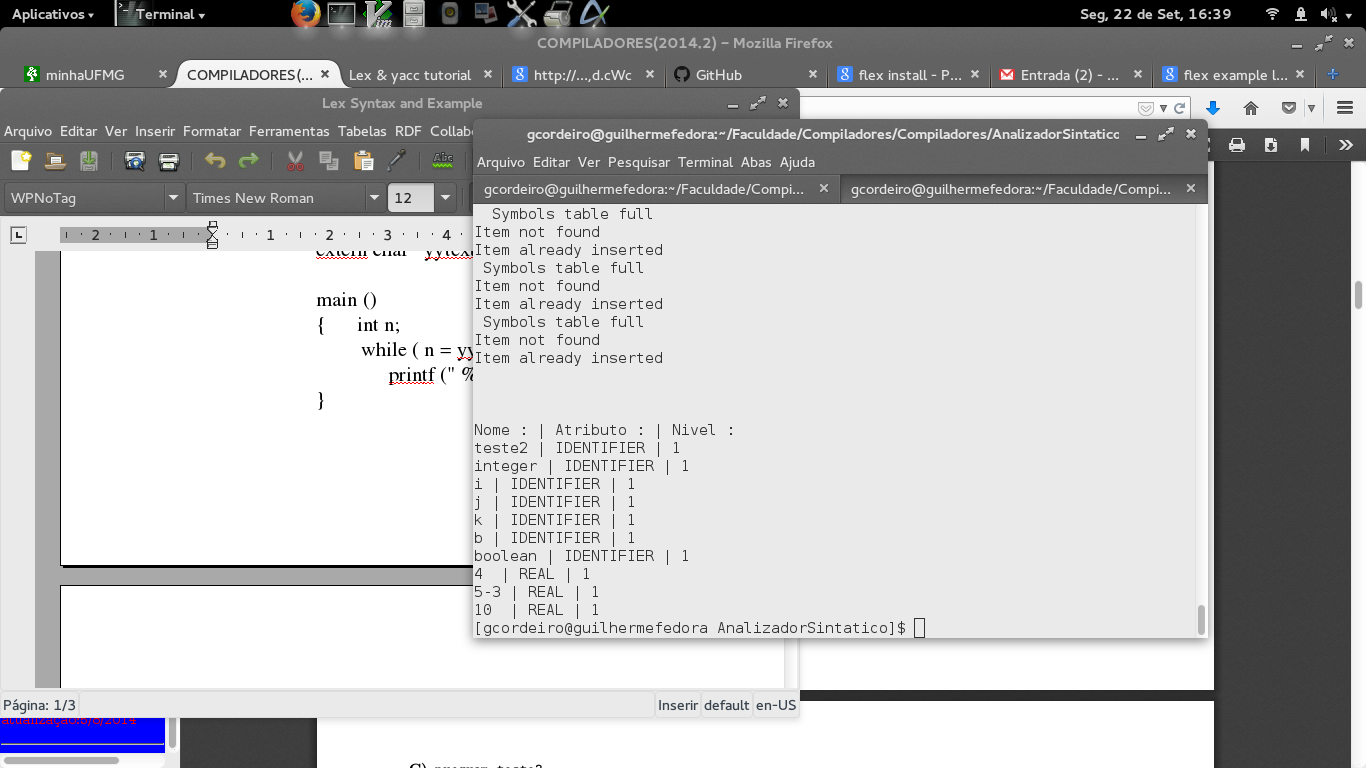 Aplicativos Terminal Seg, 22 de Set, 16:39
COMPILADORES(2014.2) – Mozilla Firefox
minhaUFMG COMPILADORES(... Lex & yacc tutorial http://...,d.cWc GitHub flex install - P... Entrada (2) - ... flex example l...
Lex Syntax and Example
Arquivo Editar Ver Inserir Formatar Ferramentas Tabelas RDF Collabo
WPNoTag Times New Roman 12
2 1 1 2 3 4
extern char yytext
main ()
{ int n;
while ( n = yy
printf (" %
}
Página: 1/3 Inserir default en-US
atualização:8/8/2014
gcordeiro@guilhermefedora:~/Faculdade/Compiladores/Compiladores/AnalizadorSintatico
Arquivo Editar Ver Pesquisar Terminal Abas Ajuda
gcordeiro@guilhermefedora:~/Faculdade/Compi... gcordeiro@guilhermefedora:~/Faculdade/Compi...
Symbols table full
Item not found
Item already inserted
Symbols table full
Item not found
Item already inserted
Symbols table full
Item not found
Item already inserted
Nome : | Atributo : | Nivel :
teste2 | IDENTIFIER | 1
integer | IDENTIFIER | 1
i | IDENTIFIER | 1
j | IDENTIFIER | 1
k | IDENTIFIER | 1
b | IDENTIFIER | 1
boolean | IDENTIFIER | 1
4  | REAL | 1
5-3 | REAL | 1
10  | REAL | 1
[gcordeiro@guilhermefedora AnalizadorSintatico]$
C) program teste2